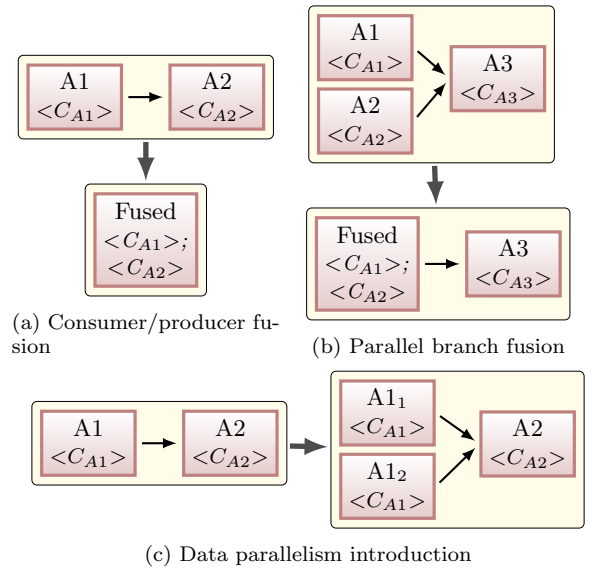 A1
<C_{A1}>
A2
<C_{A2}>
Fused
<C_{A1}>;
<C_{A2}>
(a) Consumer/producer fu-
sion
A1
<C_{A1}>
A2
<C_{A2}>
A3
<C_{A3}>
Fused
<C_{A1}>;
<C_{A2}>
A3
<C_{A3}>
(b) Parallel branch fusion
A1
<C_{A1}>
A2
<C_{A2}>
A1₁
<C_{A1}>
A1₂
<C_{A1}>
A2
<C_{A2}>
(c) Data parallelism introduction